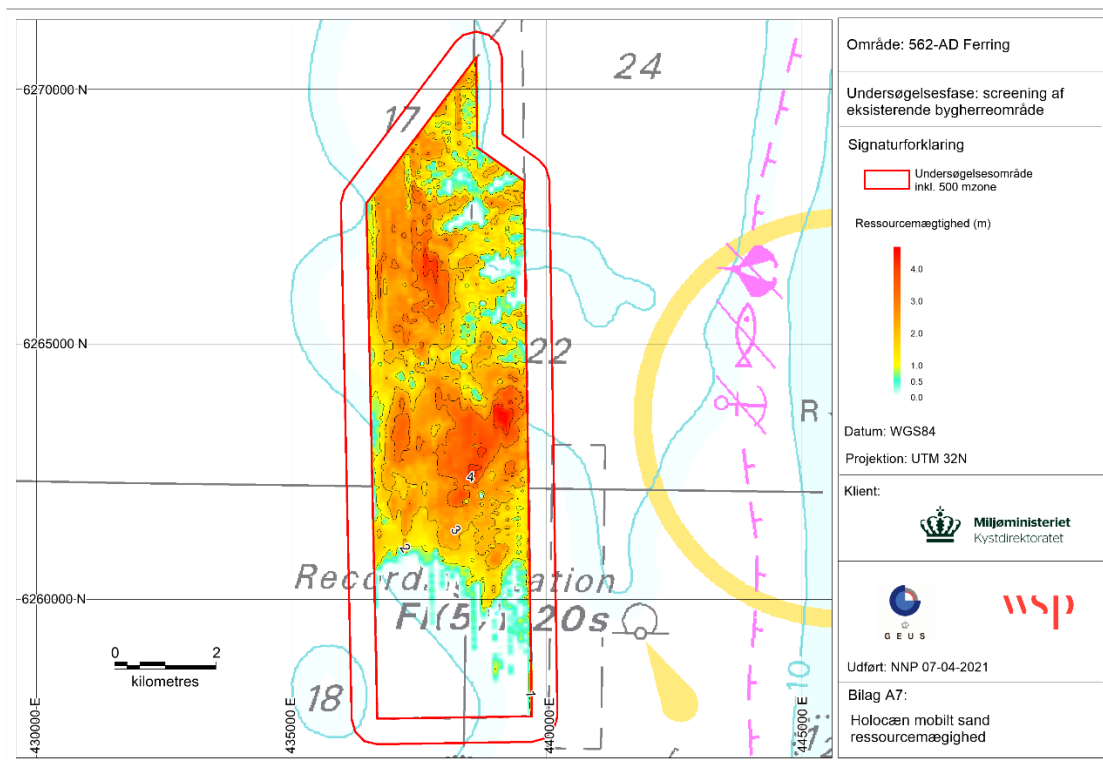 6270000 N
6265000 N
6260000 N
430000 E
435000 E
440000 E
445000 E
17
24
22
18
10
R
4
3
2
1
Record
ation
Fl(5)
20s
0
2
kilometres
Område: 562-AD Ferring
Undersøgelsesfase: screening af
eksisterende bygherreområde
Signaturforklaring
Undersøgelsesområde
inkl. 500 mzone
Ressourcemægtighed (m)
4.0
3.0
2.0
1.0
0.5
0.0
Datum: WGS84
Projektion: UTM 32N
Klient:
Miljøministeriet
Kystdirektoratet
GEUS
wsp
Udført: NNP 07-04-2021
Bilag A7:
Holocæn mobilt sand
ressourcemægighed